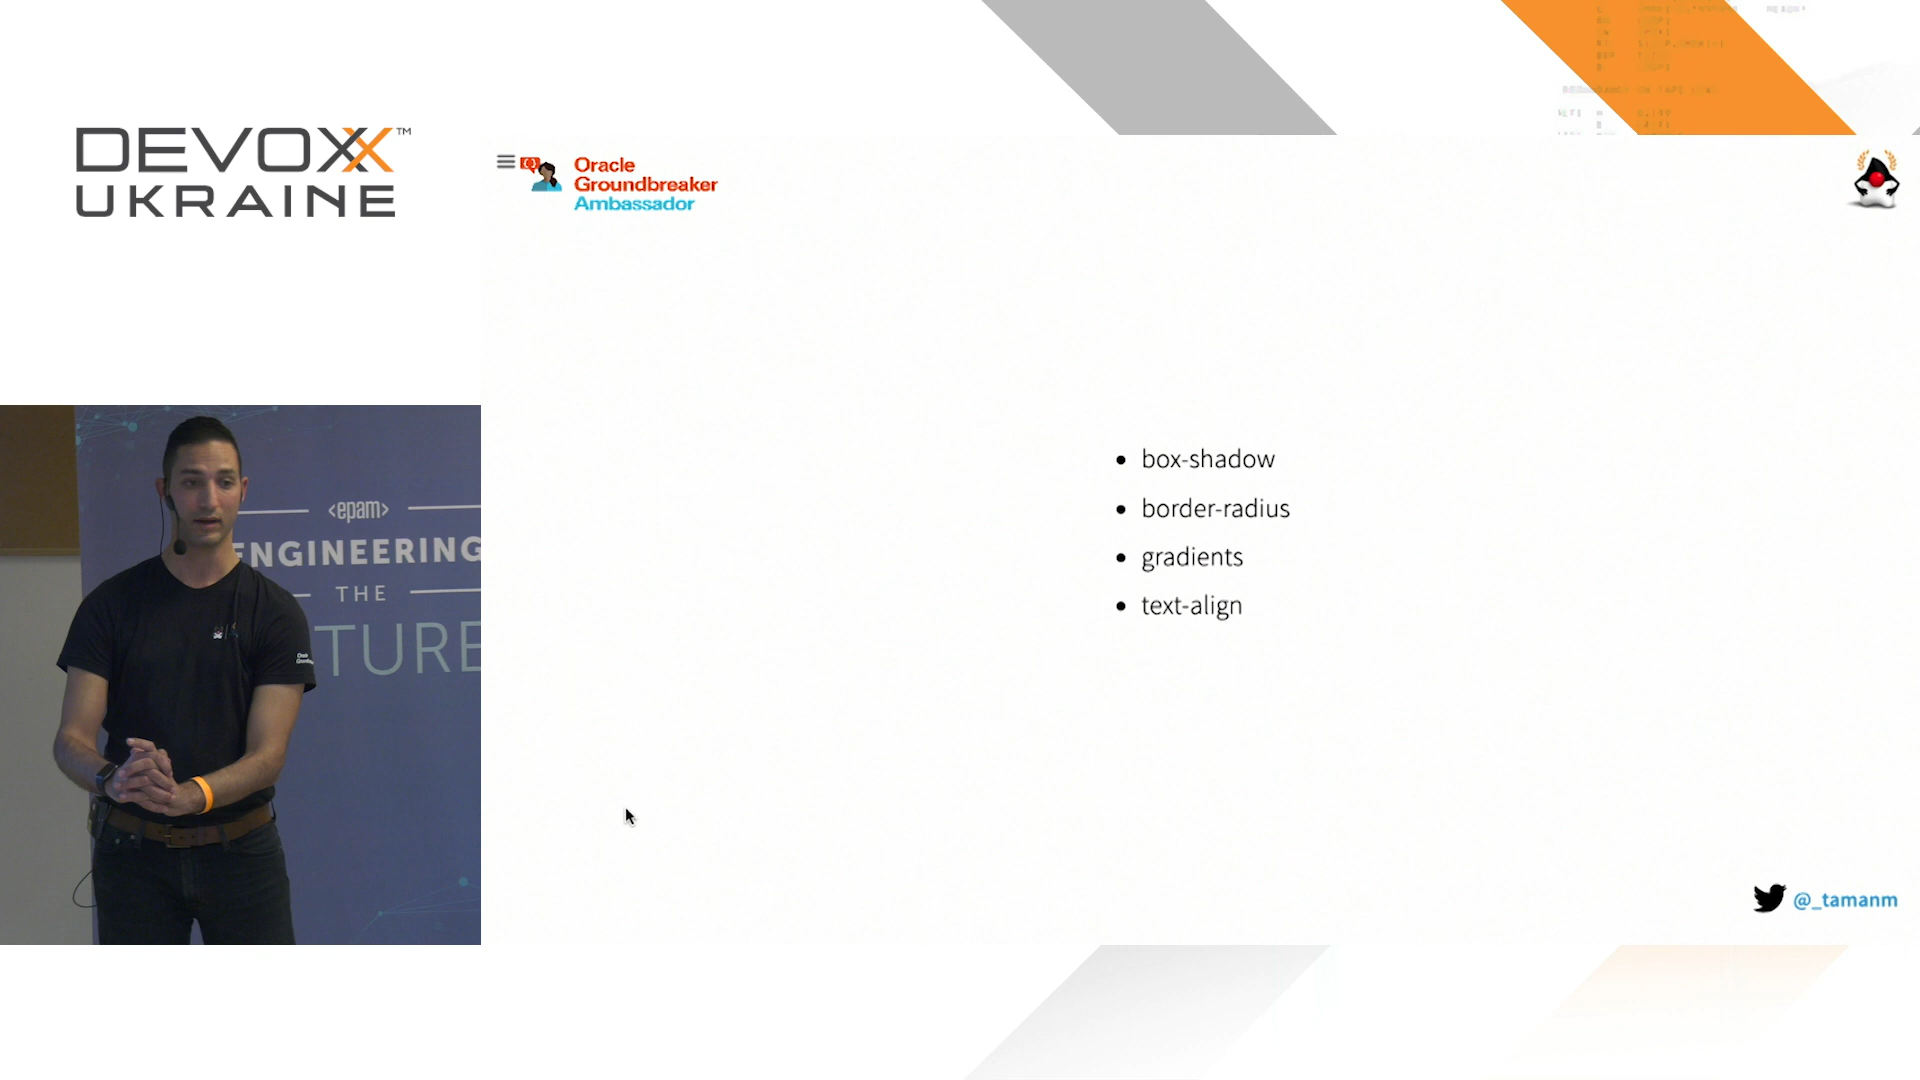 DEVOXX™
UKRAINE
Oracle
Groundbreaker
Ambassador
<epam>
ENGINEERING
THE
TURE
• box-shadow
• border-radius
• gradients
• text-align
@_tamanm